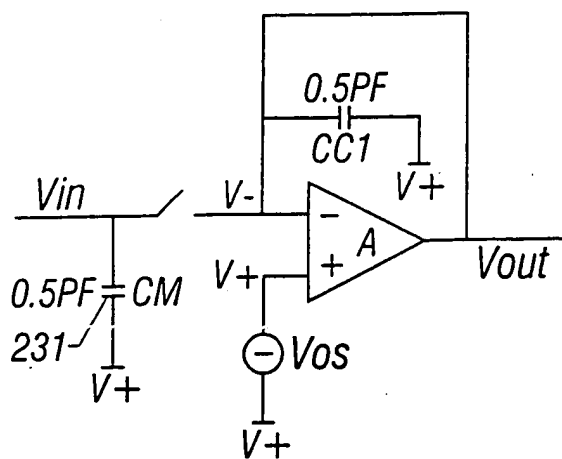 0.5PF
CC1
V+
Vin
V-
-
A
+
V+
Vout
0.5PF CM
231
V+
- Vos
V+